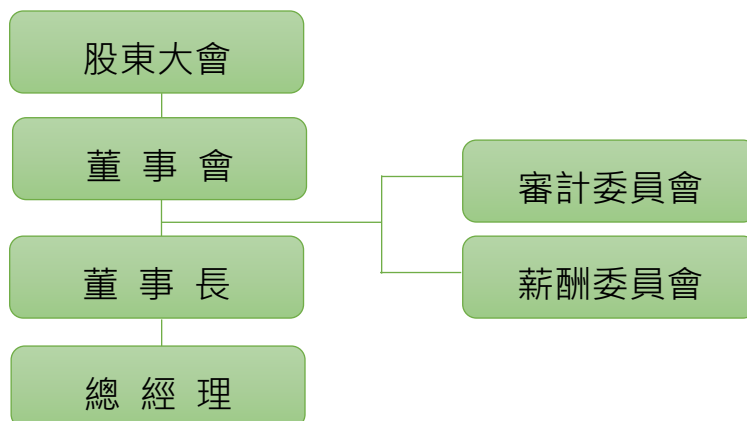 股東大會
董 事 會
審計委員會
董 事 長
薪酬委員會
總 經 理